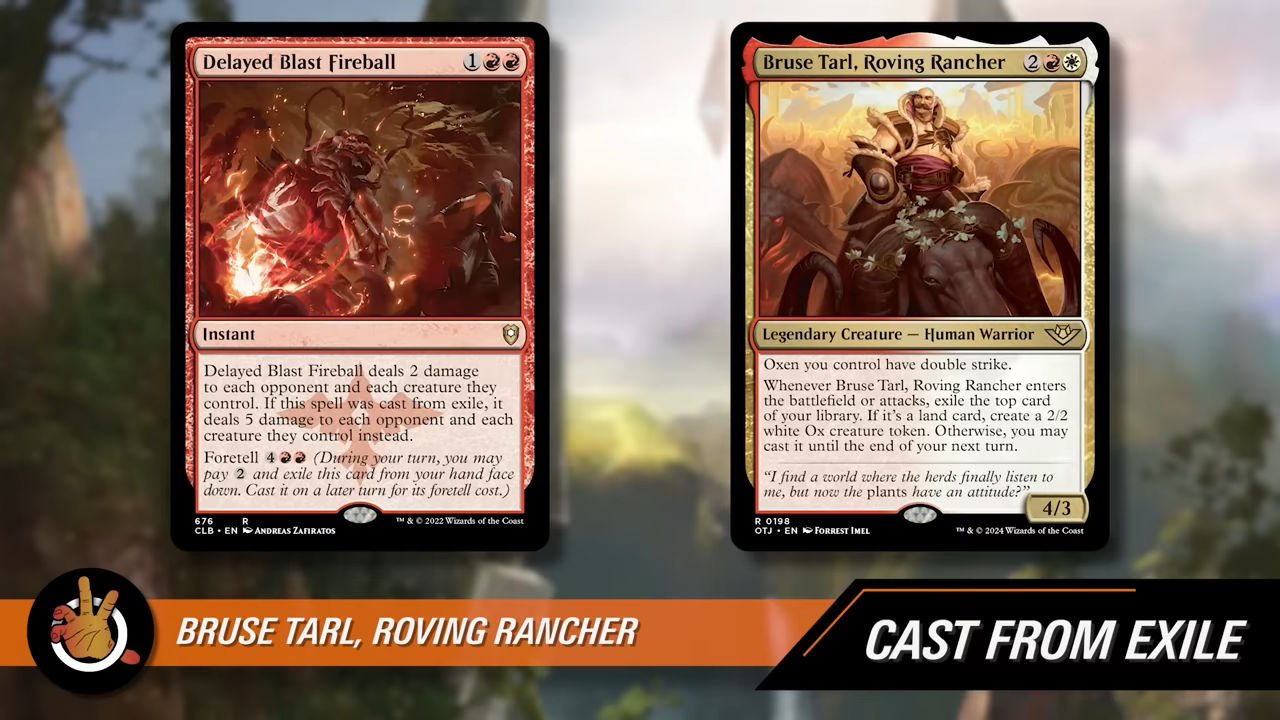 Delayed Blast Fireball 1
Instant
Delayed Blast Fireball deals 2 damage
to each opponent and each creature they
control. If this spell was cast from exile, it
deals 5 damage to each opponent and each
creature they control instead.
Foretell 4 (During your turn, you may
pay 2 and exile this card from your hand face
down. Cast it on a later turn for its foretell cost.)
676 R
CLB • EN ANDREAS ZAFIRATOS
™ & © 2022 Wizards of the Coast
Bruse Tarl, Roving Rancher 2
Legendary Creature — Human Warrior
Oxen you control have double strike.
Whenever Bruse Tarl, Roving Rancher enters
the battlefield or attacks, exile the top card
of your library. If it's a land card, create a 2/2
white Ox creature token. Otherwise, you may
cast it until the end of your next turn.
"I find a world where the herds finally listen to
me, but now the plants have an attitude?"
4/3
R 0198
OTJ • EN FORREST IMEL
™ & © 2024 Wizards of the Coast
BRUSE TARL, ROVING RANCHER
CAST FROM EXILE